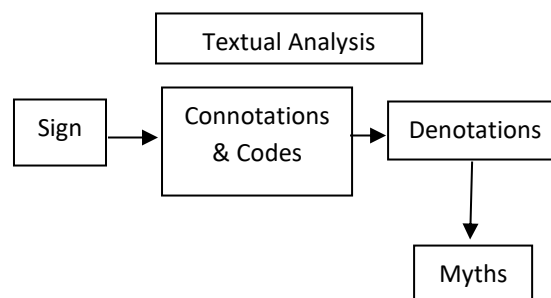 Textual Analysis
Sign
Connotations
& Codes
Denotations
Myths